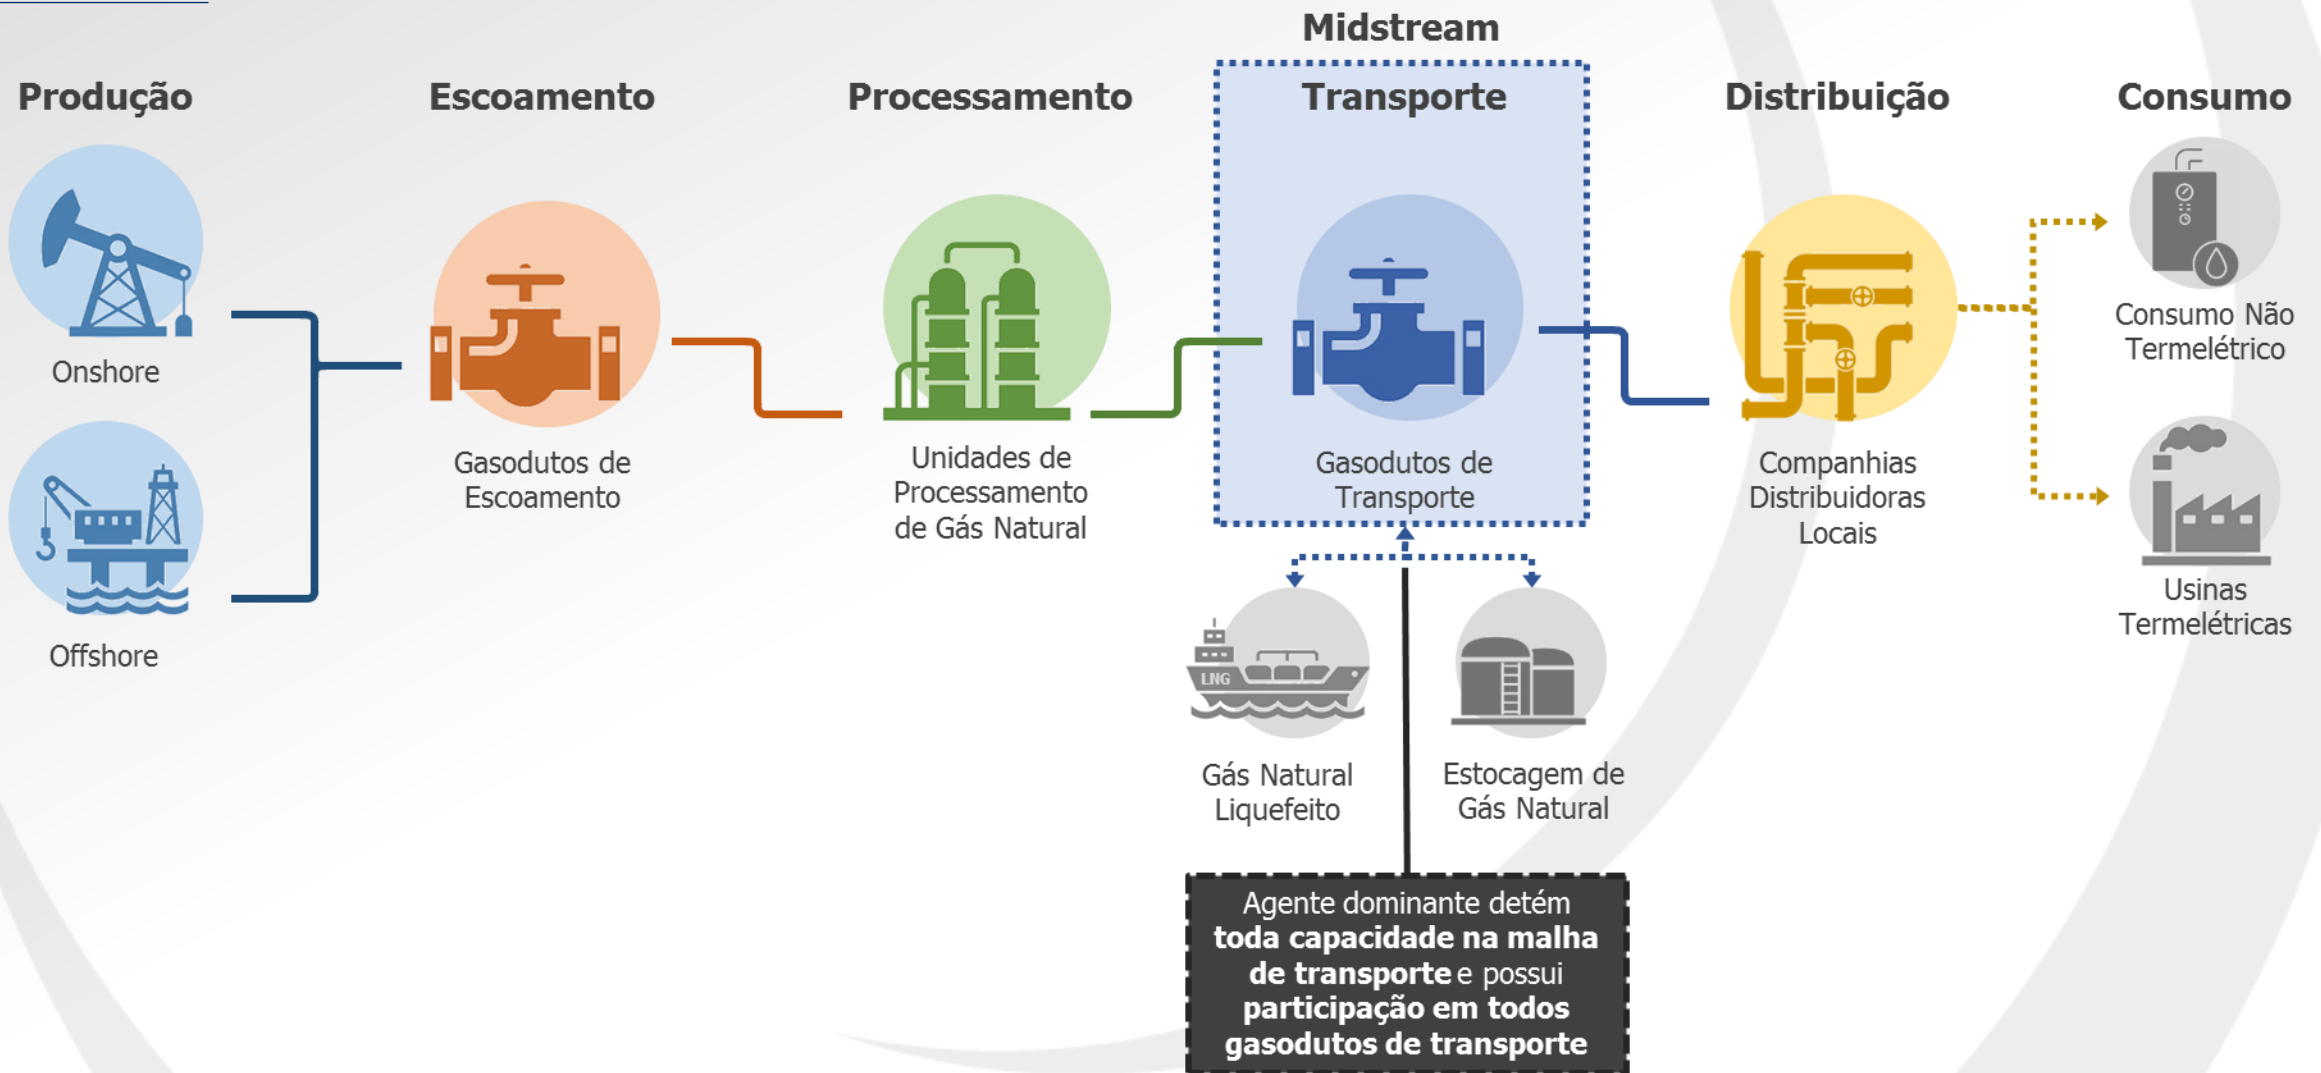 Midstream
Produção
Escoamento
Processamento
Transporte
Distribuição
Consumo
Onshore
Offshore
Gasodutos de
Escoamento
Unidades de
Processamento
de Gás Natural
Gasodutos de
Transporte
Companhias
Distribuidoras
Locais
Consumo Não
Termelétrico
Usinas
Termelétricas
LNG
Gás Natural
Liquefeito
Estocagem de
Gás Natural
Agente dominante detém
toda capacidade na malha
de transporte e possui
participação em todos
gasodutos de transporte